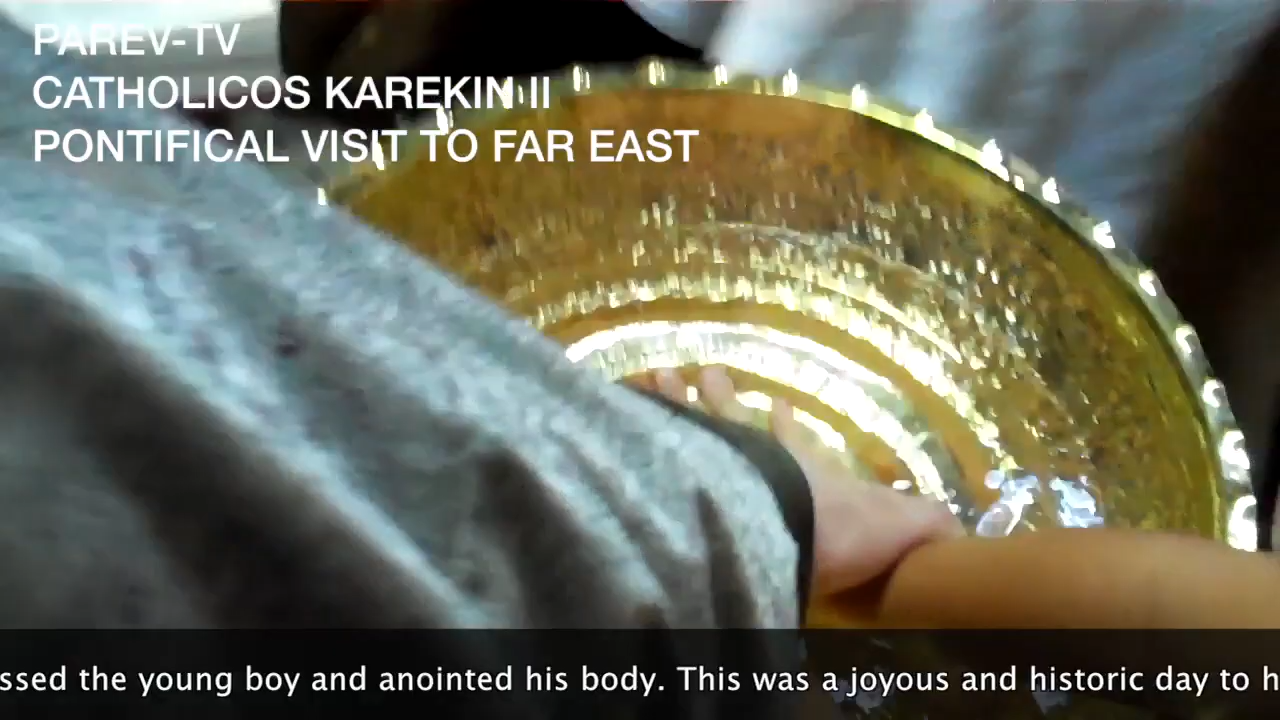 PAREV-TV
CATHOLICOS KAREKIN II
PONTIFICAL VISIT TO FAR EAST
the young boy and anointed his body. This was a joyous and historic day to